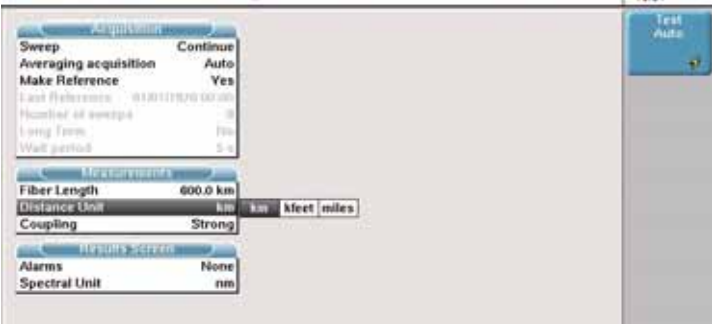 Acquisition
Sweep Continue
Averaging acquisition Auto
Make Reference Yes
Last Reference
Number of sweeps 0
Long Term No
Wait period 5 s
Measurements
Fiber Length 600.0 km
Distance Unit km km kfeet miles
Coupling Strong
Results Screen
Alarms None
Spectral Unit nm
Test
Auto